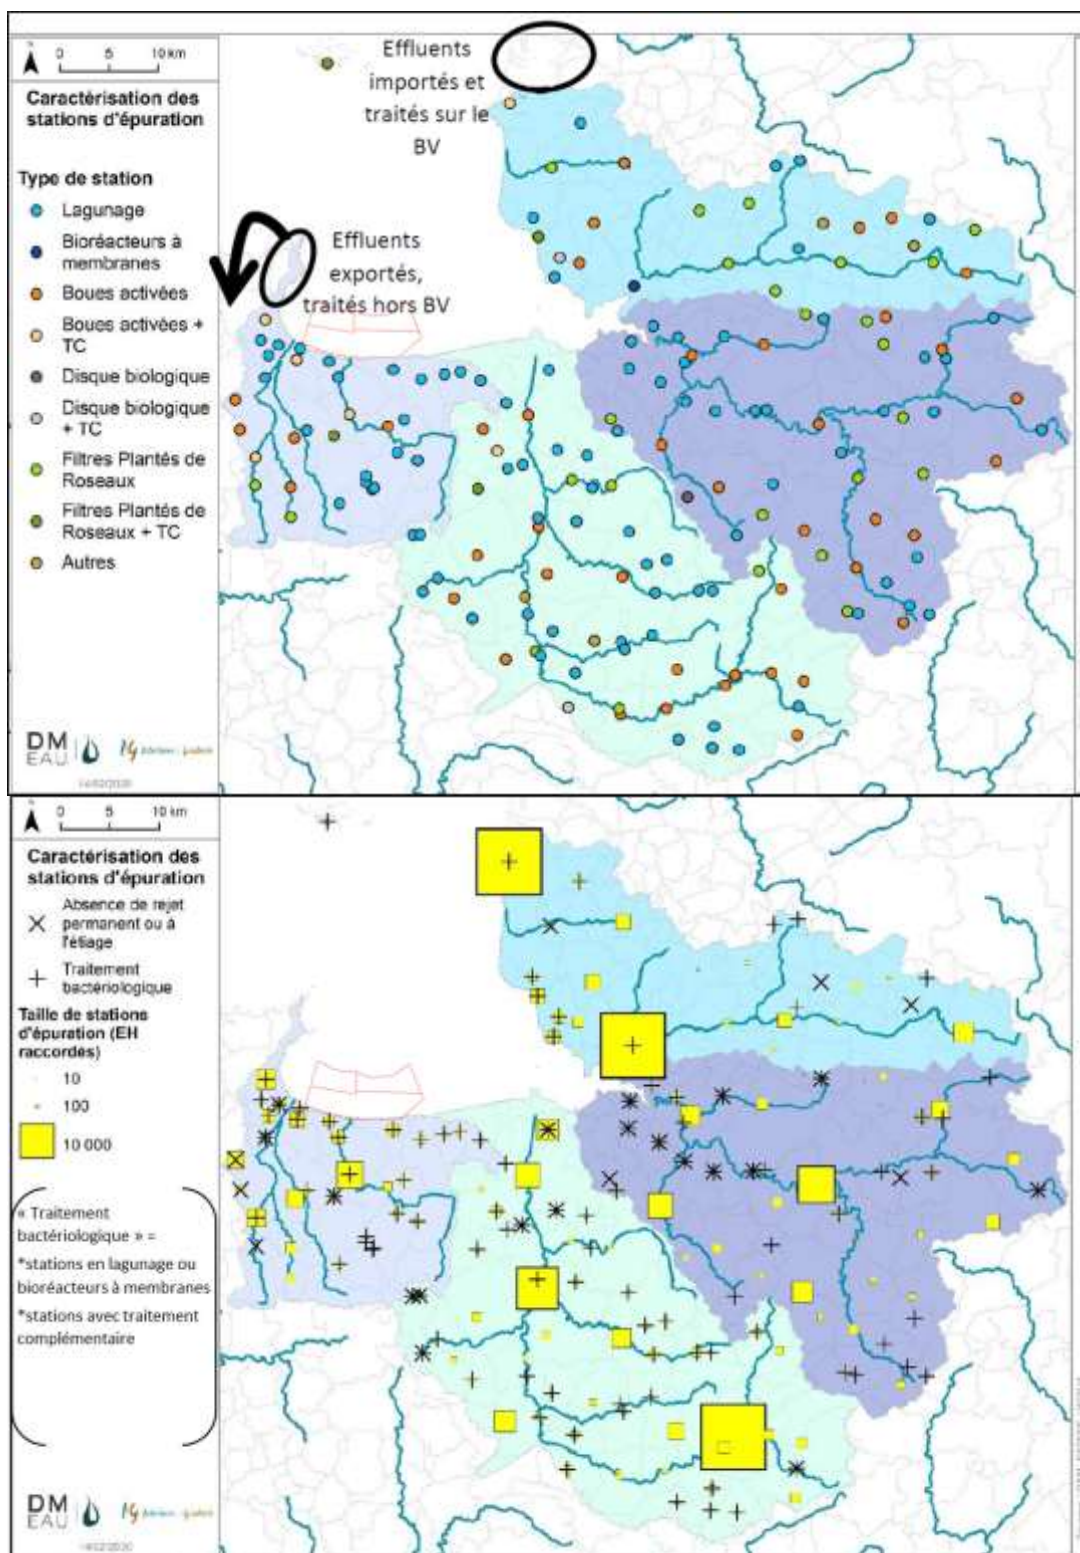 0 5 10 km
Caractérisation des
stations d'épuration
Type de station
Lagunage
Bioréacteurs à
membranes
Boues activées
Boues activées +
TC
Disque biologique
Disque biologique
+ TC
Filtres Plantés de
Roseaux
Filtres Plantés de
Roseaux + TC
Autres
DM
EAU
Effluents
importés et
traités sur le
BV
Effluents
exportés,
traités hors BV
0 5 10 km
Caractérisation des
stations d'épuration
Absence de rejet
permanent ou à
l'étiage
Traitement
bactériologique
Taille de stations
d'épuration (EH
raccordés)
10
100
10 000
« Traitement
bactériologique » =
*stations en lagunage ou
bioréacteurs à membranes
*stations avec traitement
complémentaire
DM
EAU